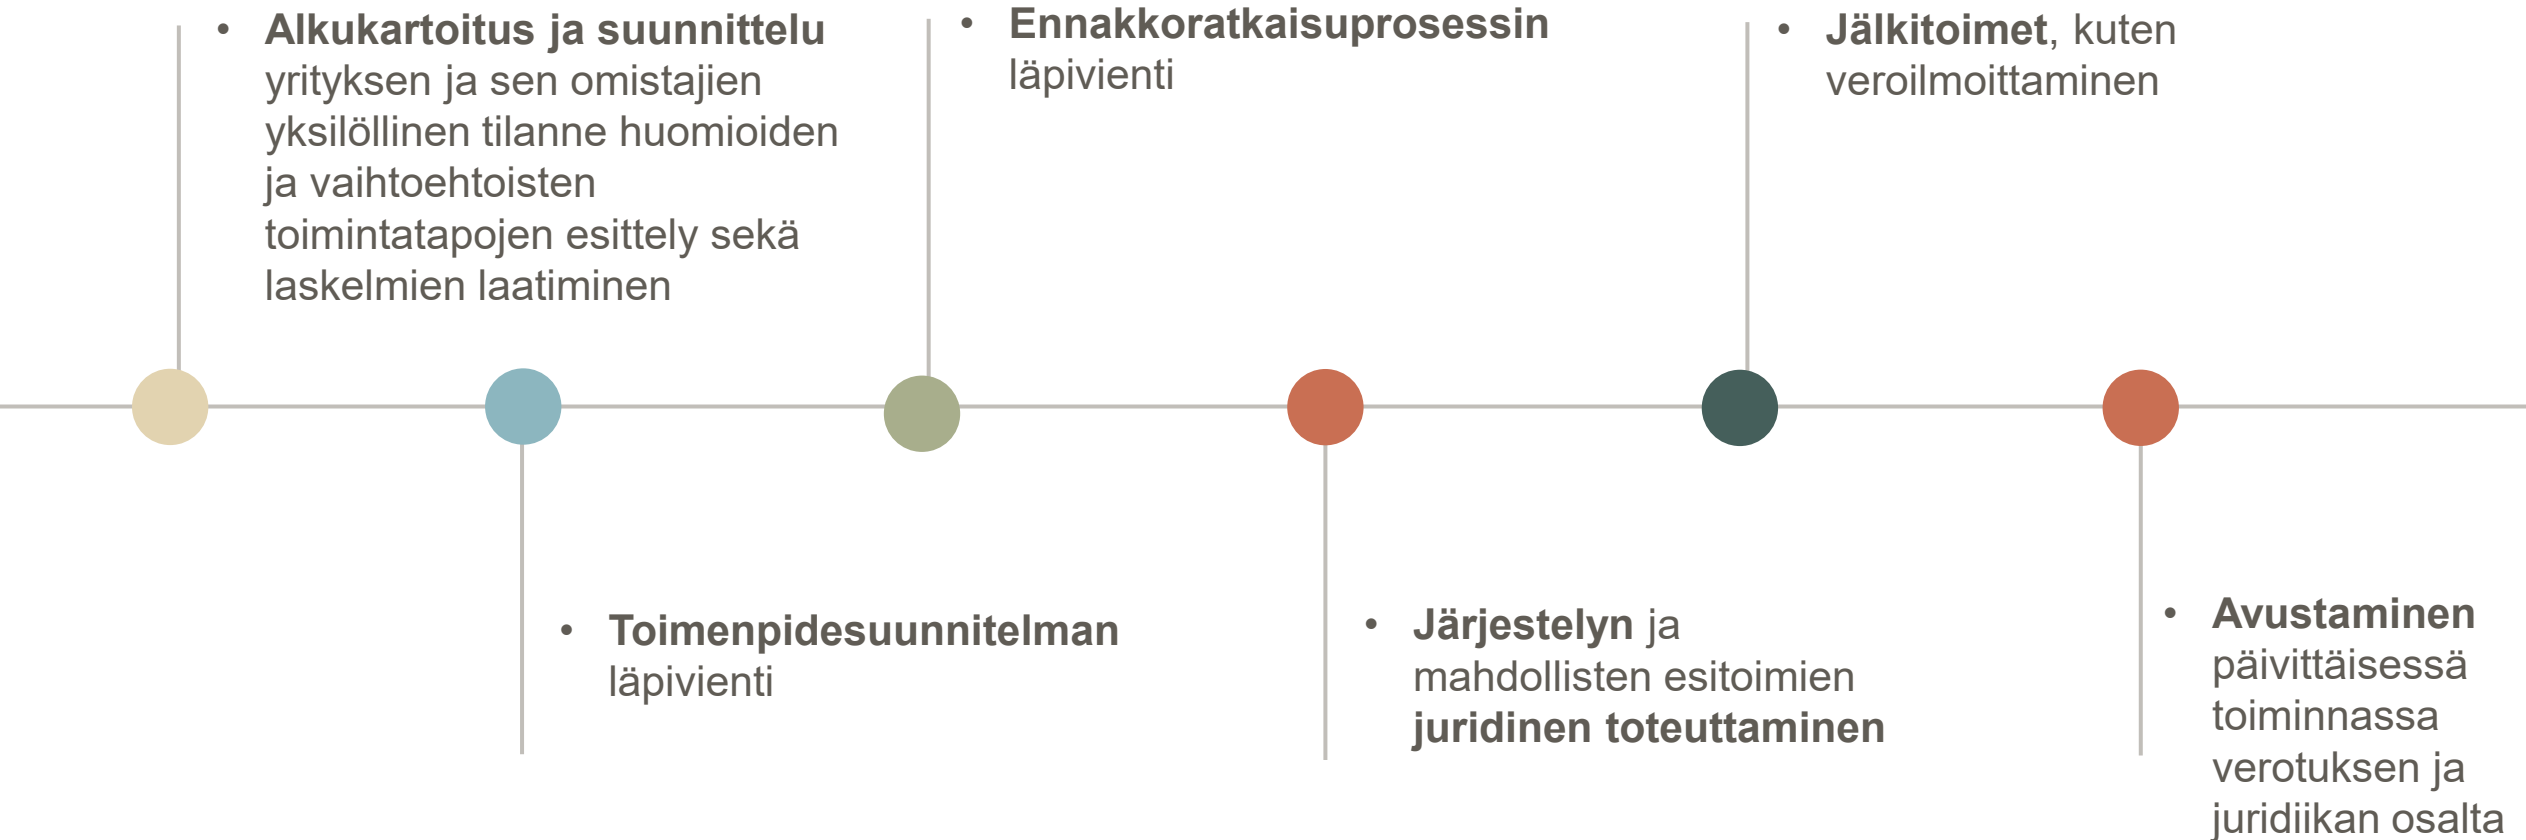 • Alkukartoitus ja suunnittelu
yrityksen ja sen omistajien
yksilöllinen tilanne huomioiden
ja vaihtoehtoisten
toimintatapojen esittely sekä
laskelmien laatiminen
• Toimenpidesuunnitelman
läpivienti
• Ennakkoratkaisuprosessin
läpivienti
• Järjestelyn ja
mahdollisten esitoimien
juridinen toteuttaminen
• Jälkitoimet, kuten
veroilmoittaminen
• Avustaminen
päivittäisessä
toiminnassa
verotuksen ja
juridiikan osalta